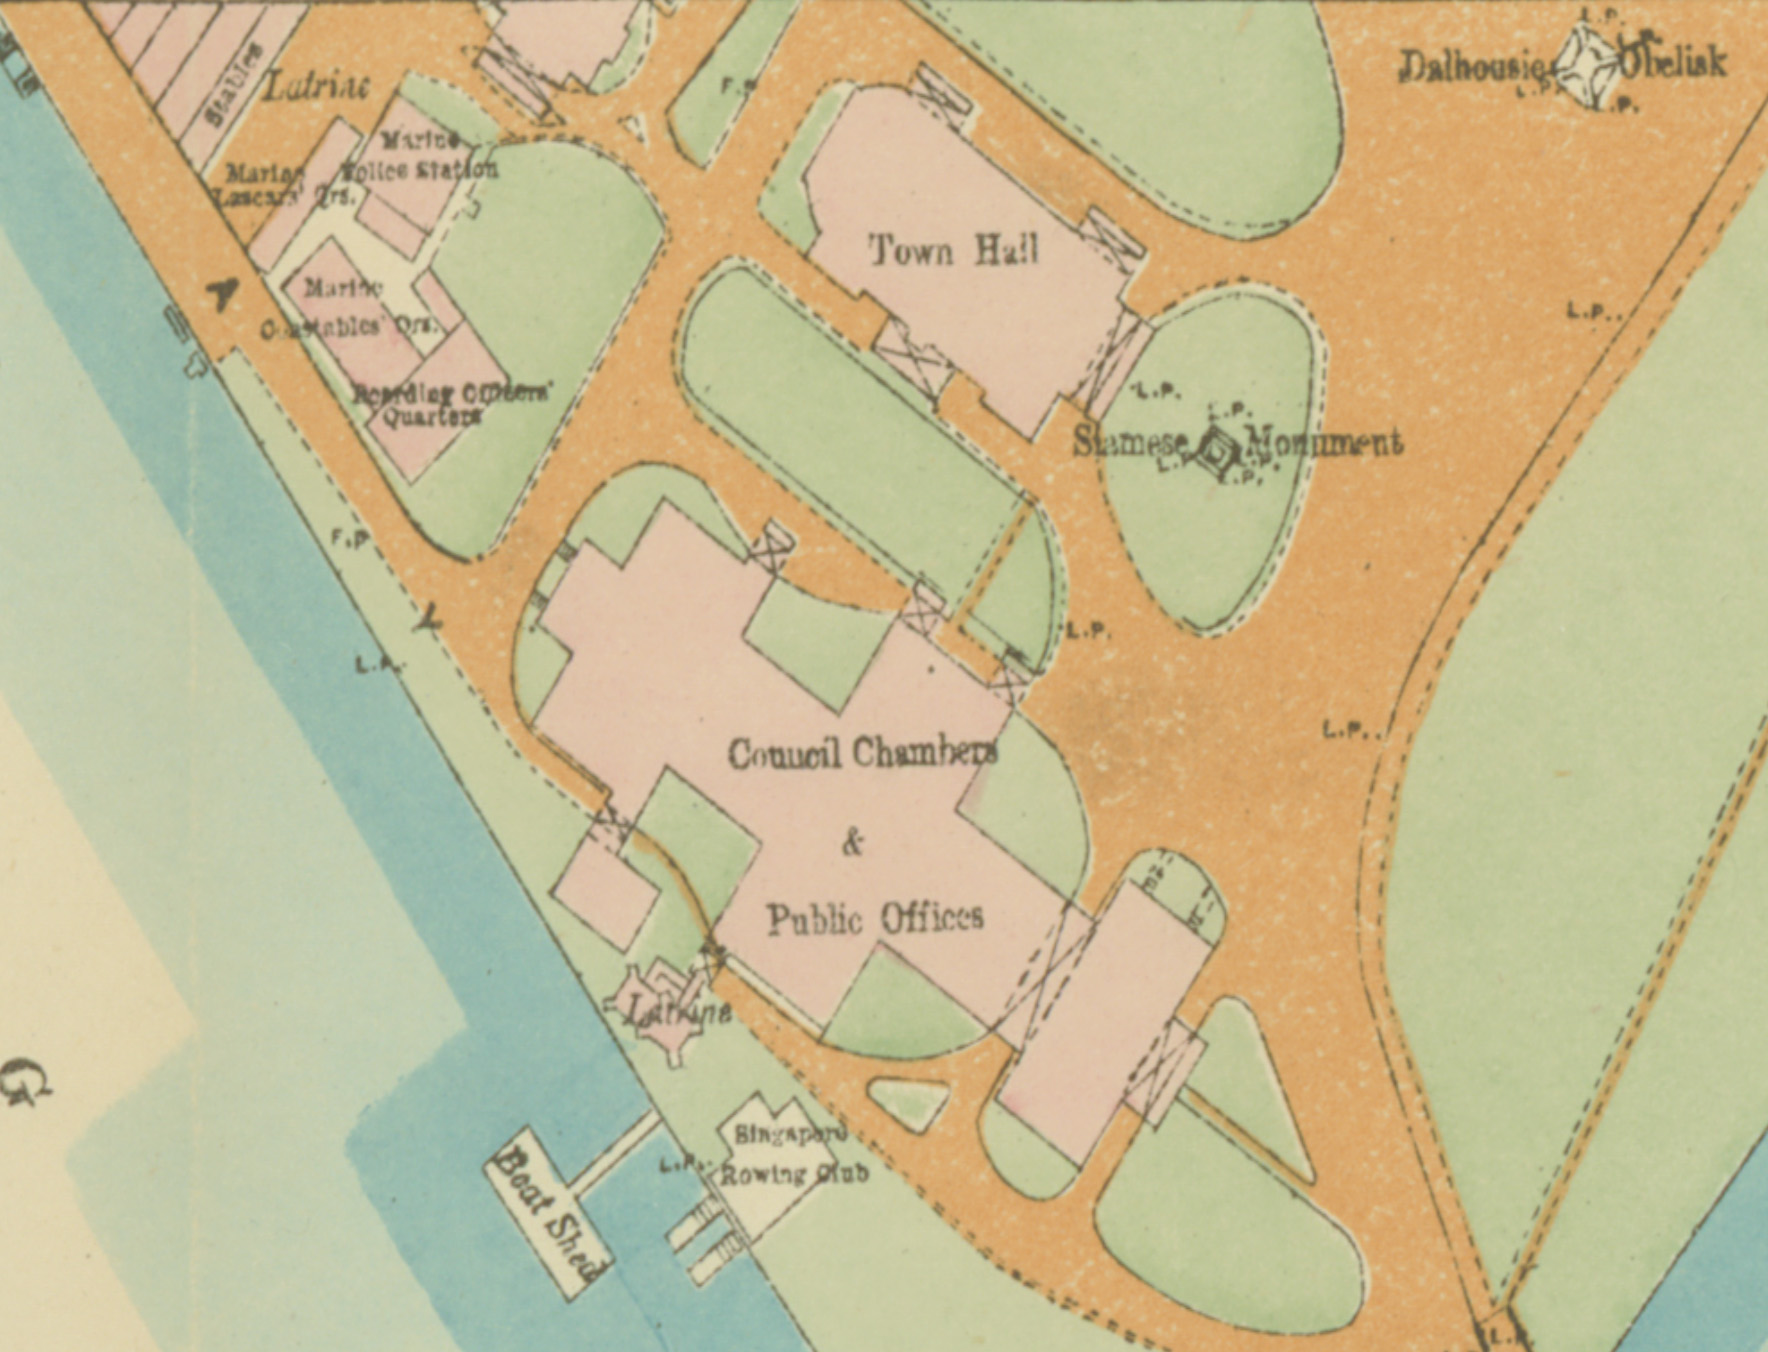 Stables
Latrine
Marine
Police Station
Marine
Lascars' Qrs.
Marine
Constables' Qrs.
Boarding Officers'
Quarters
F.P
L.P.
Town Hall
Dalhousie Obelisk
L.P.
L.P.
L.P.
L.P.
L.P.
L.P.
Siamese Monument
L.P.
L.P.
L.P.
L.P.
L.P.
Council Chambers
&
Public Offices
Latrine
G
Singapore
Rowing Club
L.P.
Boat Shed
L.P.